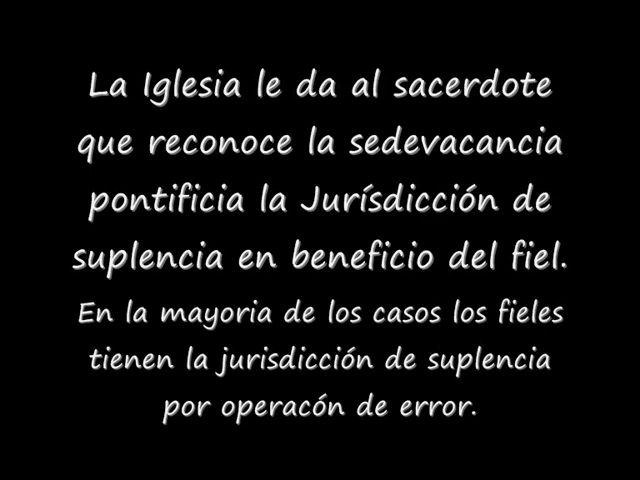 La Iglesia le da al sacerdote
que reconoce la sedevacancia
pontificia la Jurísdicción de
suplencia en beneficio del fiel.
En la mayoria de los casos los fieles
tienen la jurisdicción de suplencia
por operacón de error.